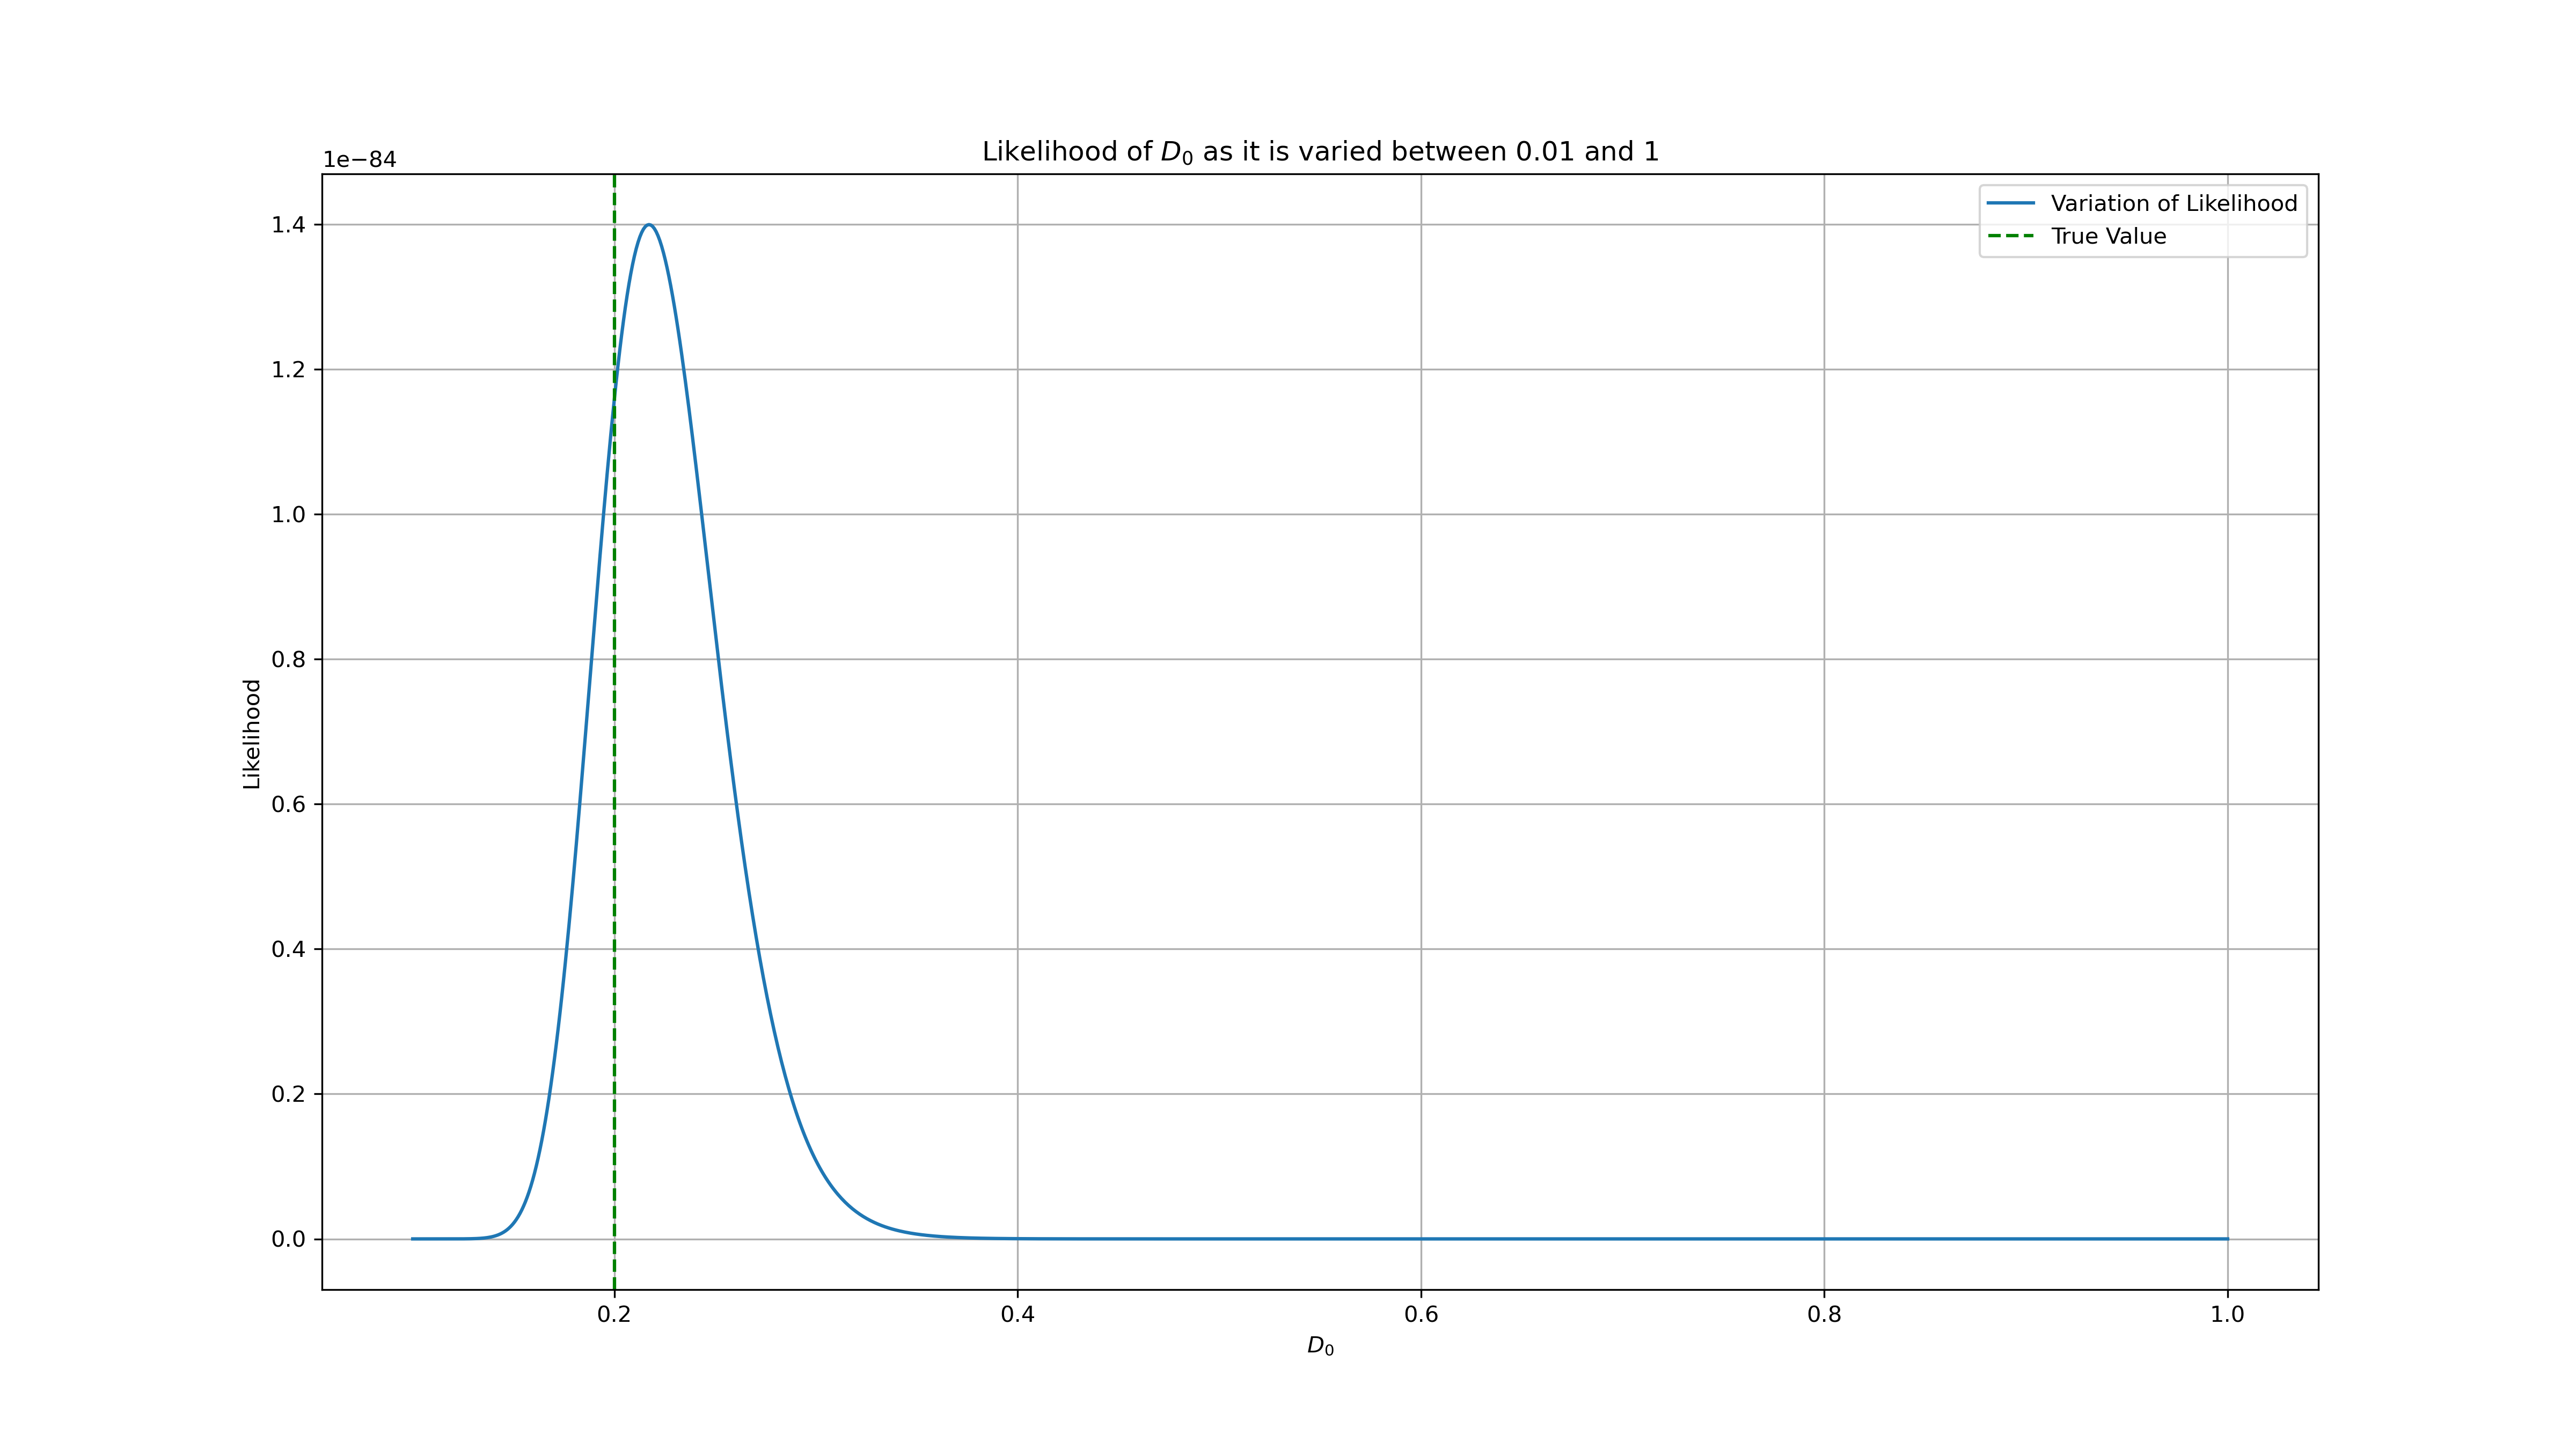 Likelihood of D₀ as it is varied between 0.01 and 1
1e−84
Variation of Likelihood
True Value
1.4
1.2
1.0
0.8
0.6
0.4
0.2
0.0
Likelihood
0.2 0.4 0.6 0.8 1.0
D₀